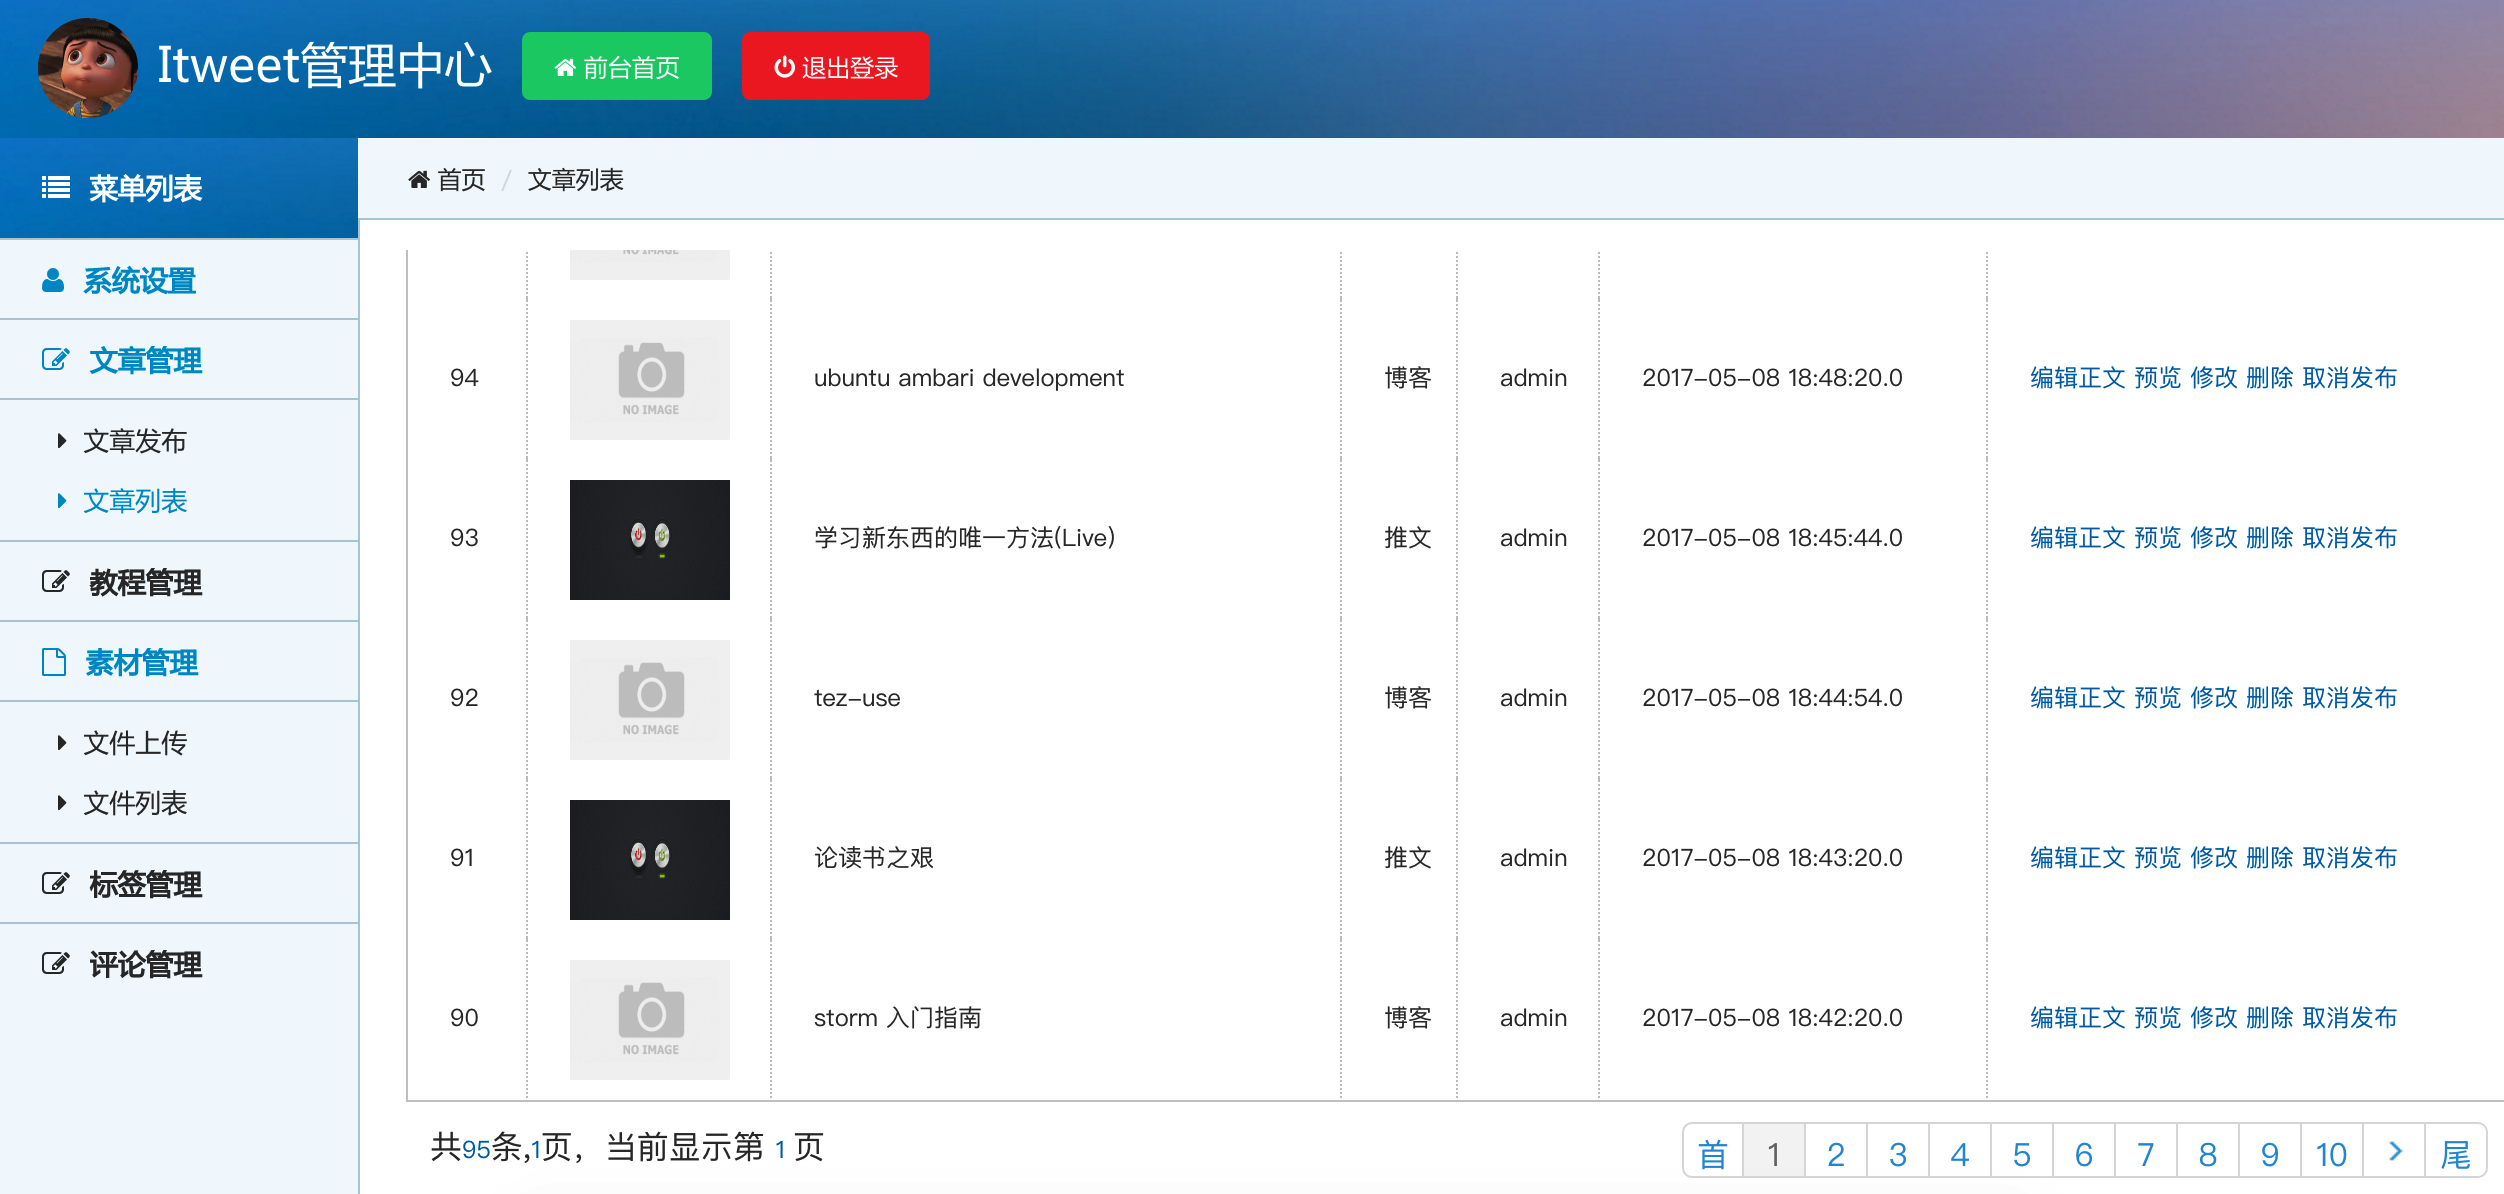 Itweet管理中心 前台首页 退出登录
菜单列表
首页 / 文章列表
系统设置
文章管理
文章发布
文章列表
教程管理
素材管理
文件上传
文件列表
标签管理
评论管理
NO IMAGE
94 NO IMAGE ubuntu ambari development 博客 admin 2017-05-08 18:48:20.0 编辑正文 预览 修改 删除 取消发布
93 学习新东西的唯一方法(Live) 推文 admin 2017-05-08 18:45:44.0 编辑正文 预览 修改 删除 取消发布
92 NO IMAGE tez-use 博客 admin 2017-05-08 18:44:54.0 编辑正文 预览 修改 删除 取消发布
91 论读书之艰 推文 admin 2017-05-08 18:43:20.0 编辑正文 预览 修改 删除 取消发布
90 NO IMAGE storm 入门指南 博客 admin 2017-05-08 18:42:20.0 编辑正文 预览 修改 删除 取消发布
共95条,1页，当前显示第 1 页
首 1 2 3 4 5 6 7 8 9 10 > 尾